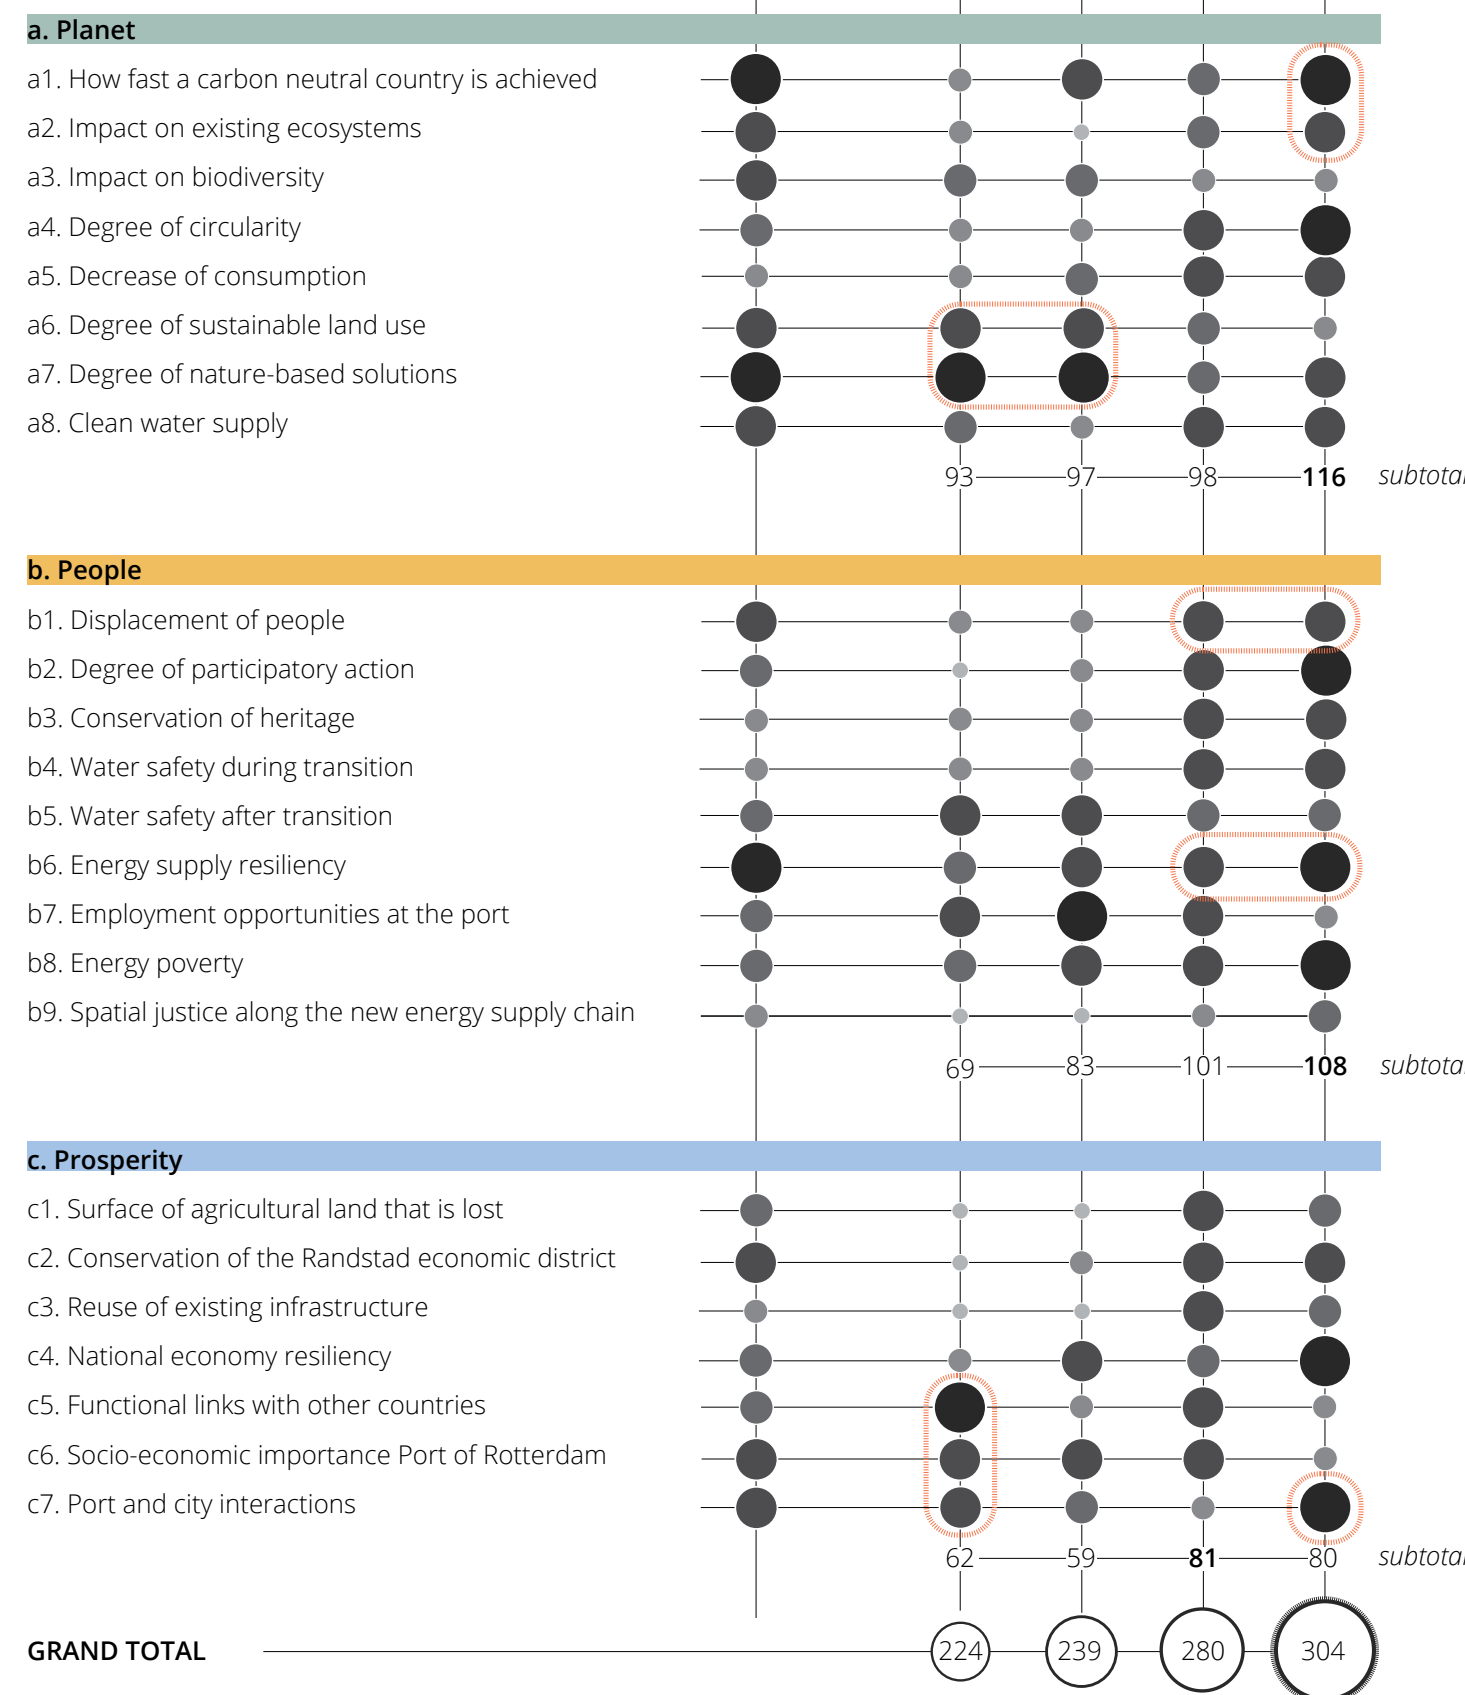 a. Planet
a1. How fast a carbon neutral country is achieved
a2. Impact on existing ecosystems
a3. Impact on biodiversity
a4. Degree of circularity
a5. Decrease of consumption
a6. Degree of sustainable land use
a7. Degree of nature-based solutions
a8. Clean water supply
93 97 98 116 subtotal
b. People
b1. Displacement of people
b2. Degree of participatory action
b3. Conservation of heritage
b4. Water safety during transition
b5. Water safety after transition
b6. Energy supply resiliency
b7. Employment opportunities at the port
b8. Energy poverty
b9. Spatial justice along the new energy supply chain
69 83 101 108 subtota
c. Prosperity
c1. Surface of agricultural land that is lost
c2. Conservation of the Randstad economic district
c3. Reuse of existing infrastructure
c4. National economy resiliency
c5. Functional links with other countries
c6. Socio-economic importance Port of Rotterdam
c7. Port and city interactions
62 59 81 80 subtotal
GRAND TOTAL 224 239 280 304